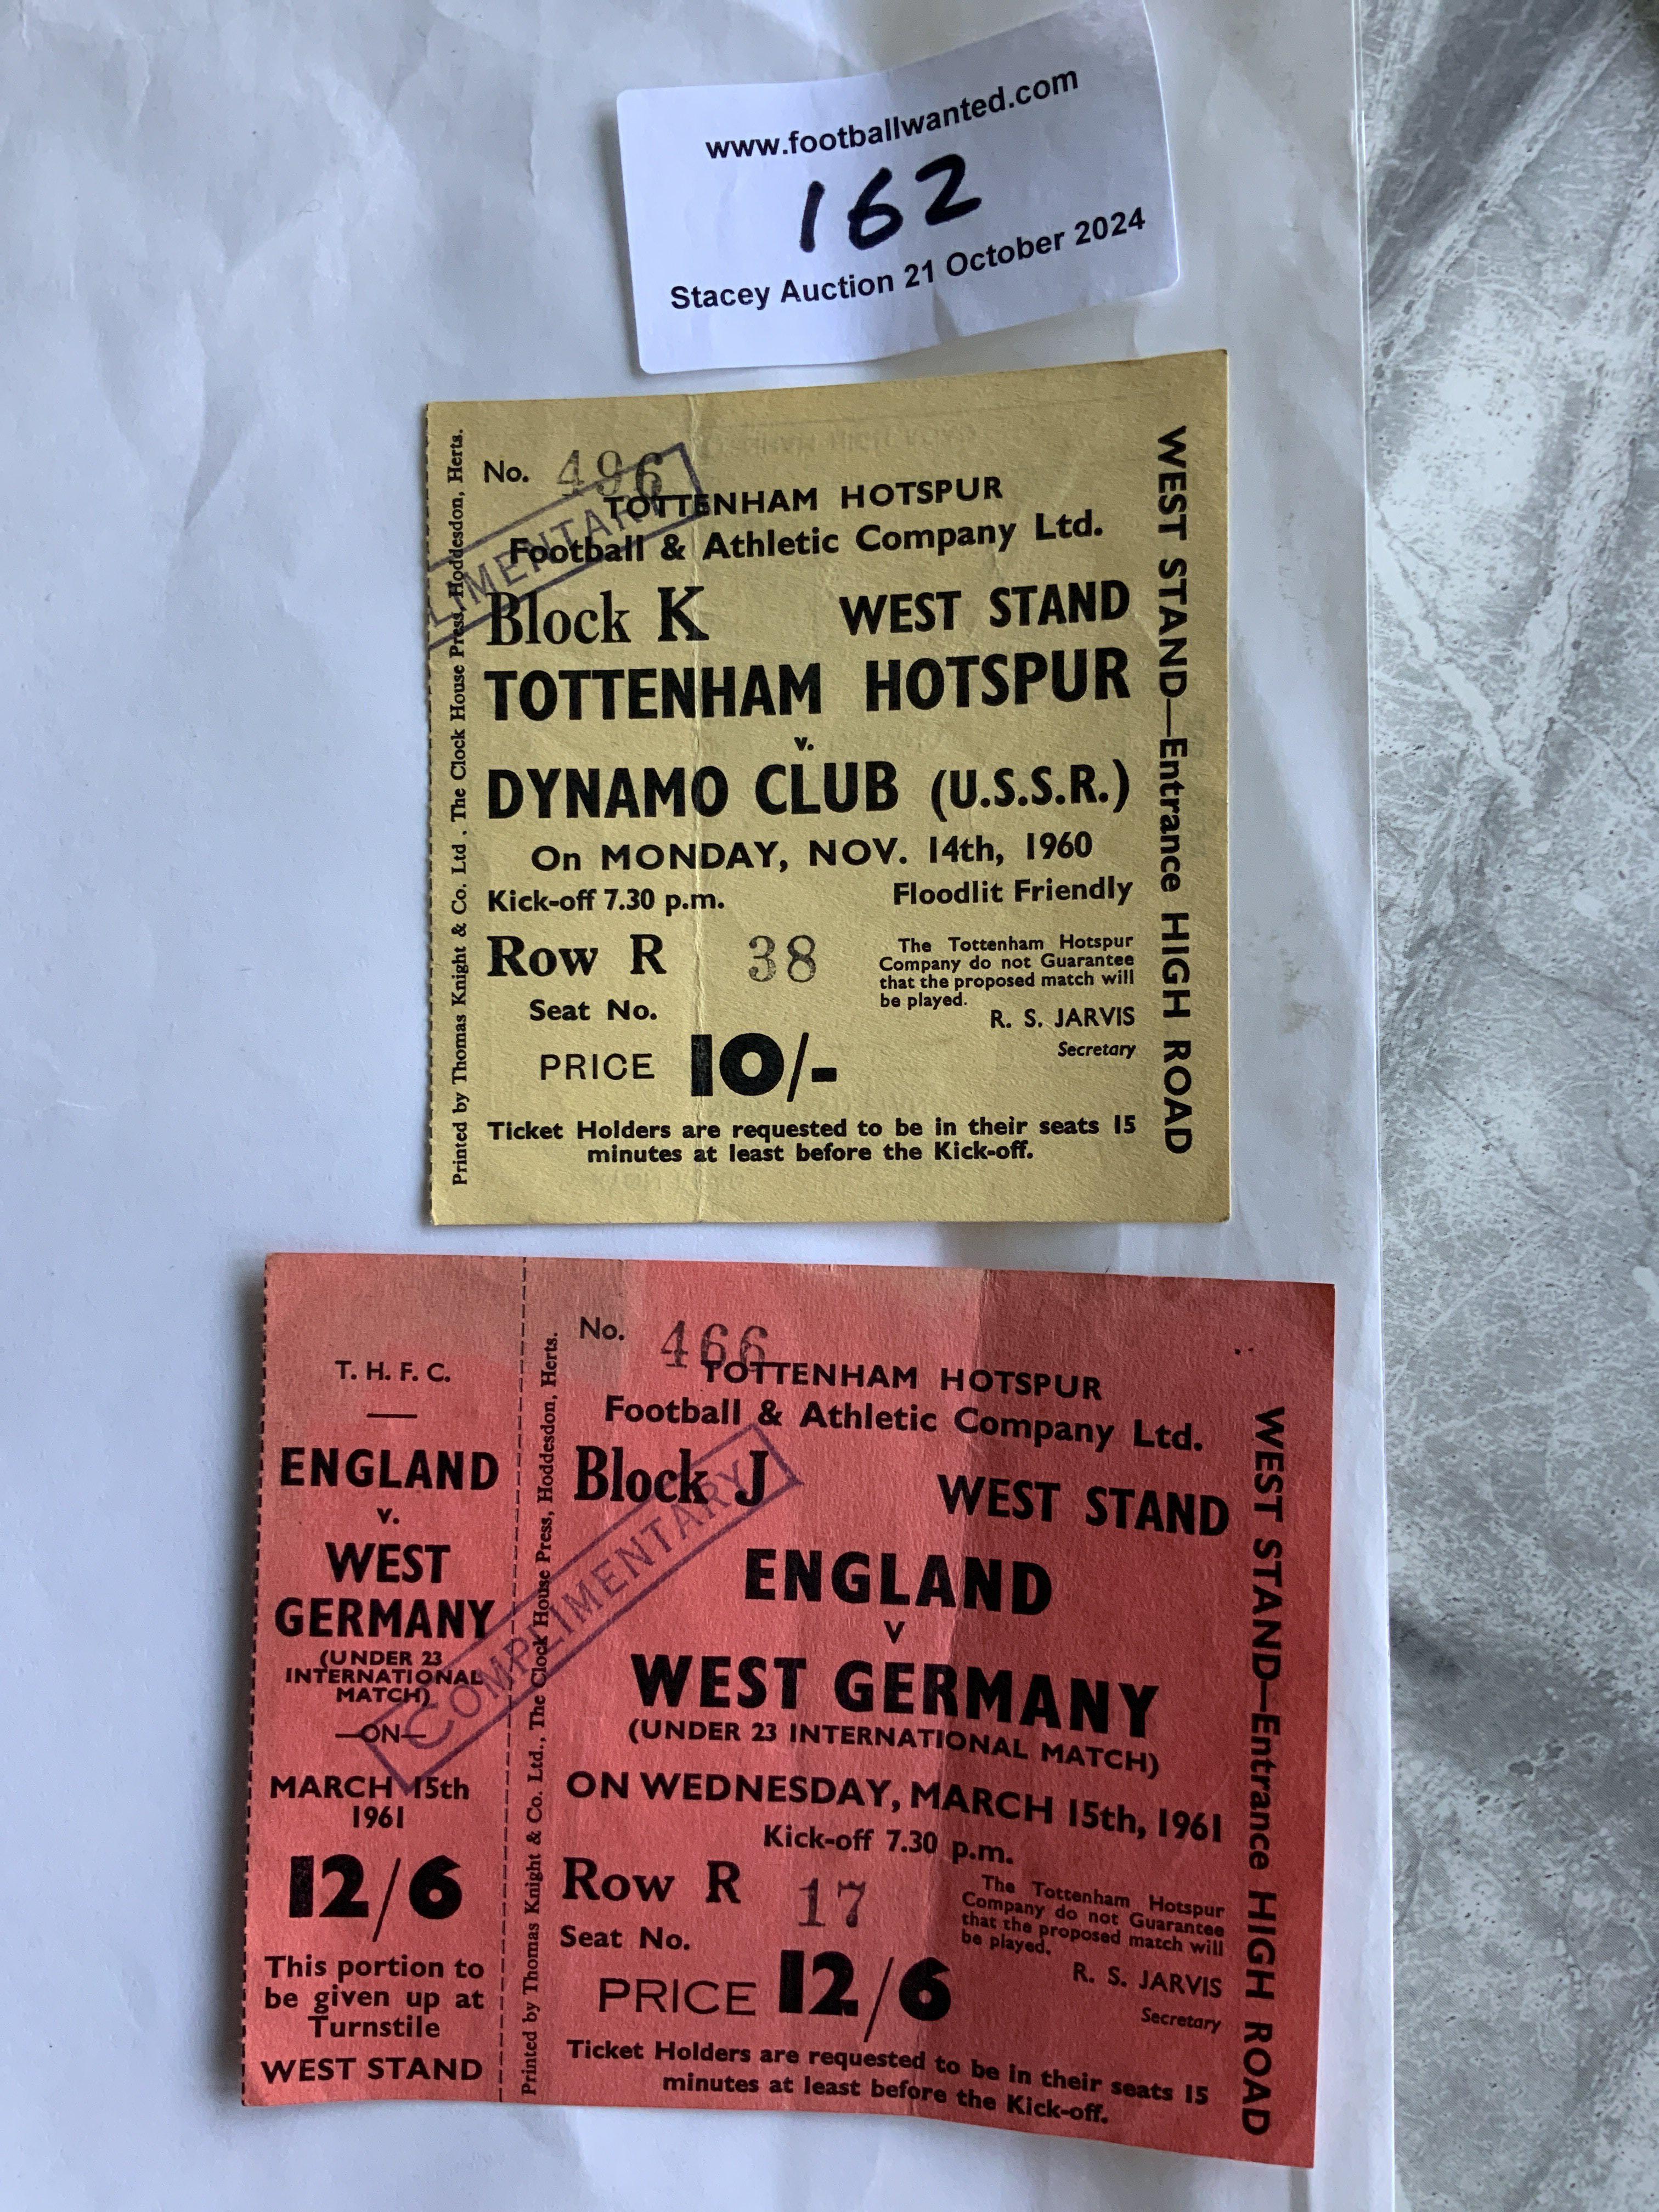 www.footballwanted.com
162
Stacey Auction 21 October 2024
No. 496
TOTTENHAM HOTSPUR
Football & Athletic Company Ltd.
Block K WEST STAND
TOTTENHAM HOTSPUR
v.
DYNAMO CLUB (U.S.S.R.)
On MONDAY, NOV. 14th, 1960
Kick-off 7.30 p.m. Floodlit Friendly
Row R 38
Seat No.
The Tottenham Hotspur
Company do not Guarantee
that the proposed match will
be played.
R. S. JARVIS
Secretary
PRICE 10/-
Ticket Holders are requested to be in their seats 15
minutes at least before the Kick-off.
WEST STAND—Entrance HIGH ROAD
Printed by Thomas Knight & Co. Ltd., The Clock House Press, Hoddesdon, Herts.
T. H. F. C.
ENGLAND
v.
WEST
GERMANY
(UNDER 23
INTERNATIONAL
MATCH)
—ON—
MARCH 15th
1961
12/6
This portion to
be given up at
Turnstile
WEST STAND
COMPLIMENTARY
Printed by Thomas Knight & Co. Ltd., The Clock House Press, Hoddesdon, Herts.
No. 466
TOTTENHAM HOTSPUR
Football & Athletic Company Ltd.
Block J WEST STAND
ENGLAND
V
WEST GERMANY
(UNDER 23 INTERNATIONAL MATCH)
ON WEDNESDAY, MARCH 15th, 1961
Kick-off 7.30 p.m.
Row R 17
Seat No.
The Tottenham Hotspur
Company do not Guarantee
that the proposed match will
be played.
R. S. JARVIS
Secretary
PRICE 12/6
Ticket Holders are requested to be in their seats 15
minutes at least before the Kick-off.
WEST STAND—Entrance HIGH ROAD